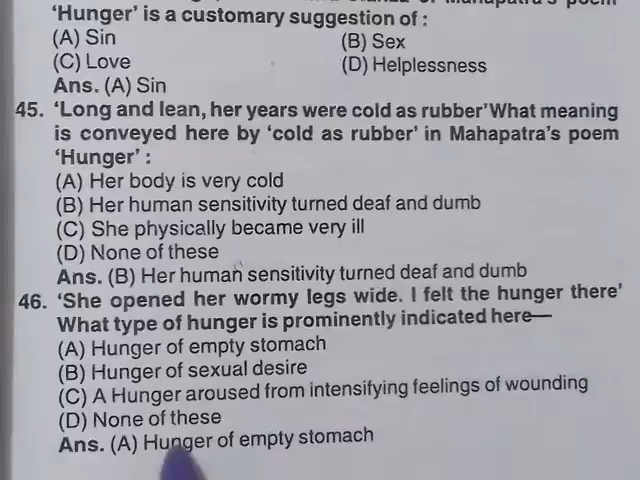 Mahapatra's poem
'Hunger' is a customary suggestion of :
(A) Sin (B) Sex
(C) Love (D) Helplessness
Ans. (A) Sin
45. 'Long and lean, her years were cold as rubber'What meaning
is conveyed here by 'cold as rubber' in Mahapatra's poem
'Hunger' :
(A) Her body is very cold
(B) Her human sensitivity turned deaf and dumb
(C) She physically became very ill
(D) None of these
Ans. (B) Her human sensitivity turned deaf and dumb
46. 'She opened her wormy legs wide. I felt the hunger there'
What type of hunger is prominently indicated here—
(A) Hunger of empty stomach
(B) Hunger of sexual desire
(C) A Hunger aroused from intensifying feelings of wounding
(D) None of these
Ans. (A) Hunger of empty stomach